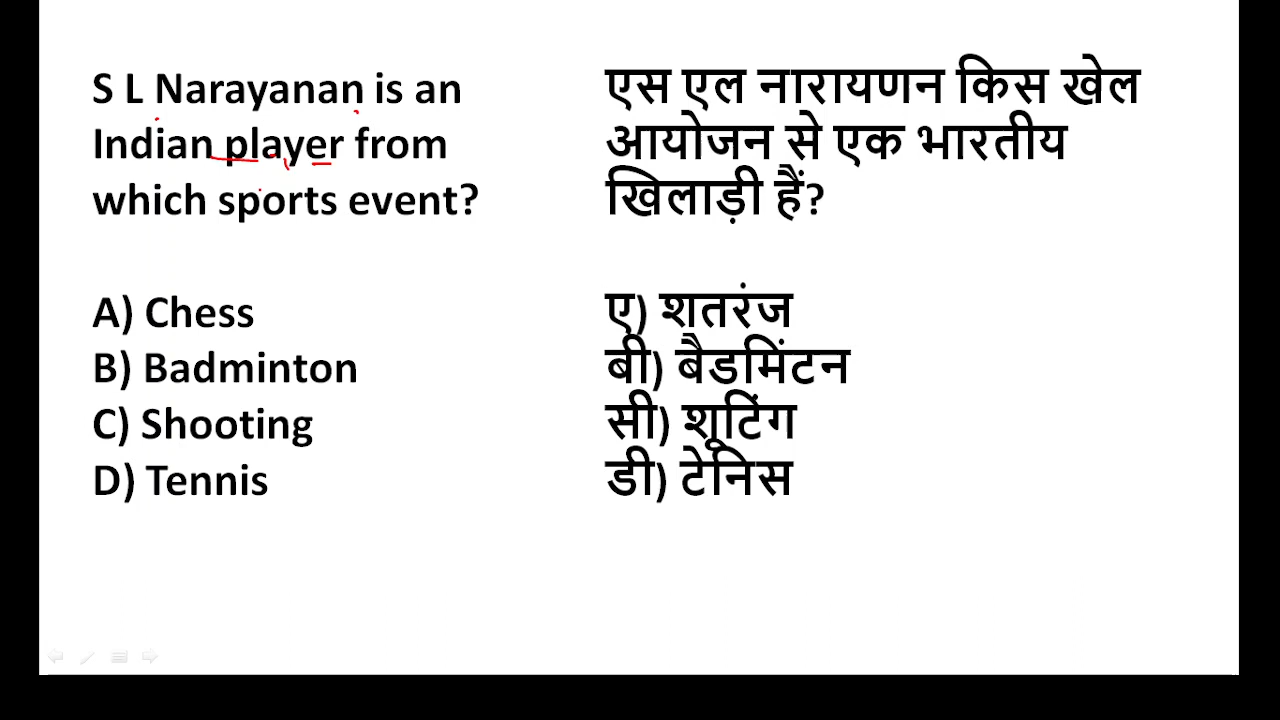 S L Narayanan is an
Indian player from
which sports event?
A) Chess
B) Badminton
C) Shooting
D) Tennis
एस एल नारायणन किस खेल
आयोजन से एक भारतीय
खिलाड़ी हैं?
ए) शतरंज
बी) बैडमिंटन
सी) शूटिंग
डी) टेनिस